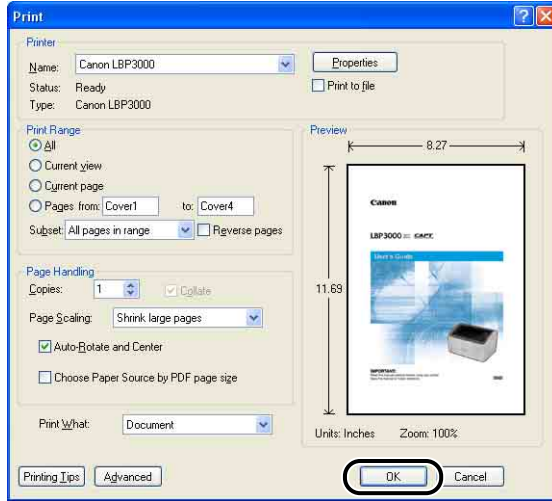 Print
Printer
Name: Canon LBP3000 Properties
Status: Ready Print to file
Type: Canon LBP3000
Print Range
All
Current view
Current page
Pages from: Cover1 to: Cover4
Subset: All pages in range Reverse pages
Page Handling
Copies: 1 Collate
Page Scaling: Shrink large pages
Auto-Rotate and Center
Choose Paper Source by PDF page size
Print What: Document
Preview
8.27
11.69
Canon
LBP3000
User's Guide
IMPORTANT:
Units: Inches Zoom: 100%
Printing Tips Advanced OK Cancel